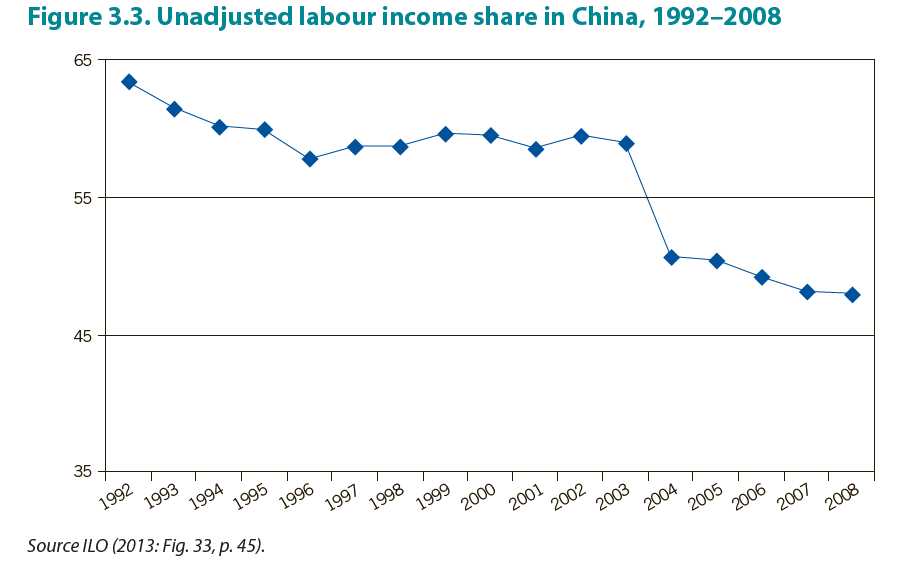 Figure 3.3. Unadjusted labour income share in China, 1992–2008
65
55
45
35
1992 1993 1994 1995 1996 1997 1998 1999 2000 2001 2002 2003 2004 2005 2006 2007 2008
Source ILO (2013: Fig. 33, p. 45).